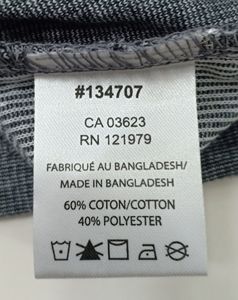 #134707
CA 03623
RN 121979
FABRIQUÉ AU BANGLADESH/
MADE IN BANGLADESH
60% COTON/COTTON
40% POLYESTER